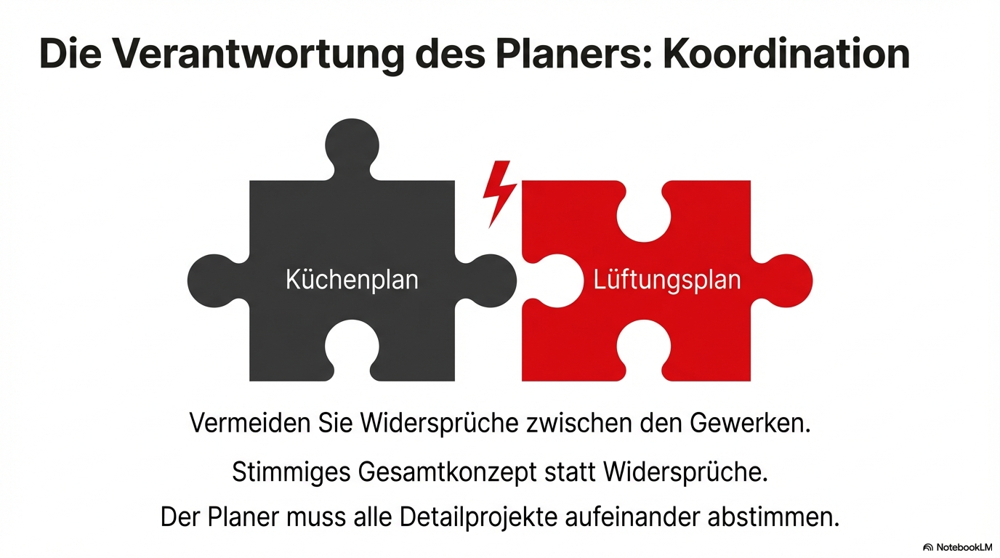 Die Verantwortung des Planers: Koordination
Küchenplan
Lüftungsplan
Vermeiden Sie Widersprüche zwischen den Gewerken.
Stimmiges Gesamtkonzept statt Widersprüche.
Der Planer muss alle Detailprojekte aufeinander abstimmen.
NotebookLM